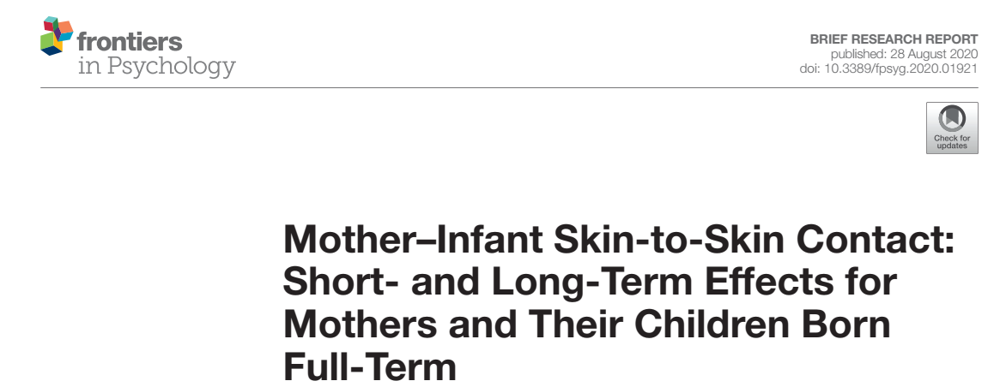 frontiers
in Psychology
BRIEF RESEARCH REPORT
published: 28 August 2020
doi: 10.3389/fpsyg.2020.01921
Check for
updates
Mother–Infant Skin-to-Skin Contact:
Short- and Long-Term Effects for
Mothers and Their Children Born
Full-Term